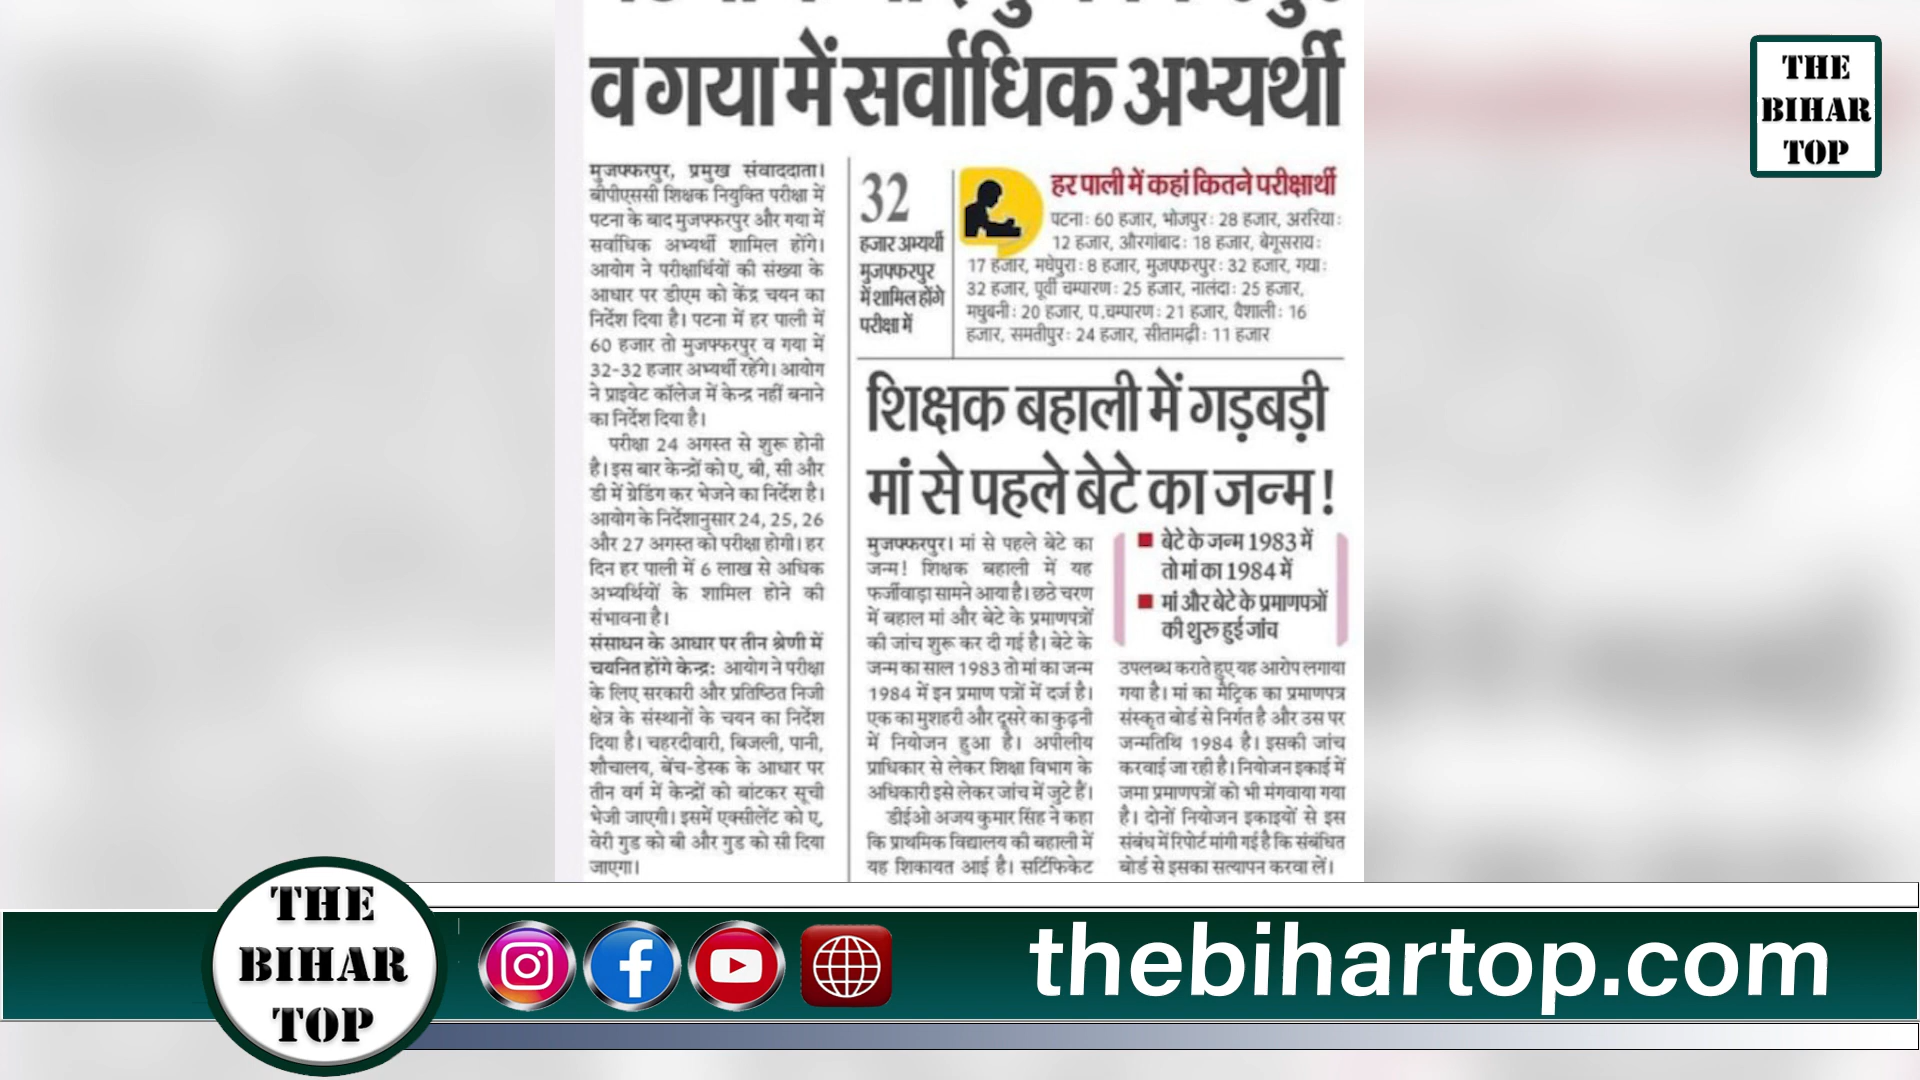 व गया में सर्वाधिक अभ्यर्थी
मुजफ्फरपुर, प्रमुख संवाददाता।
बीपीएससी शिक्षक नियुक्ति परीक्षा में
पटना के बाद मुजफ्फरपुर और गया में
सर्वाधिक अभ्यर्थी शामिल होंगे।
आयोग ने परीक्षार्थियों की संख्या के
आधार पर डीएम को केंद्र चयन का
निर्देश दिया है। पटना में हर पाली में
60 हजार तो मुजफ्फरपुर व गया में
32-32 हजार अभ्यर्थी रहेंगे। आयोग
ने प्राइवेट कॉलेज में केन्द्र नहीं बनाने
का निर्देश दिया है।
परीक्षा 24 अगस्त से शुरू होनी
है। इस बार केन्द्रों को ए, बी, सी और
डी में ग्रेडिंग कर भेजने का निर्देश है।
आयोग के निर्देशानुसार 24, 25, 26
और 27 अगस्त को परीक्षा होगी। हर
दिन हर पाली में 6 लाख से अधिक
अभ्यर्थियों के शामिल होने की
संभावना है।
संसाधन के आधार पर तीन श्रेणी में
चयनित होंगे केन्द्र: आयोग ने परीक्षा
के लिए सरकारी और प्रतिष्ठित निजी
क्षेत्र के संस्थानों के चयन का निर्देश
दिया है। चहरदीवारी, बिजली, पानी,
शौचालय, बेंच-डेस्क के आधार पर
तीन वर्ग में केन्द्रों को बांटकर सूची
भेजी जाएगी। इसमें एक्सीलेंट को ए,
वेरी गुड को बी और गुड को सी दिया
जाएगा।
32
हजार अभ्यर्थी
मुजफ्फरपुर
में शामिल होंगे
परीक्षा में
हर पाली में कहां कितने परीक्षार्थी
पटना: 60 हजार, भोजपुर: 28 हजार, अररिया:
12 हजार, औरगांबाद: 18 हजार, बेगूसराय:
17 हजार, मधेपुरा: 8 हजार, मुजफ्फरपुर: 32 हजार, गया:
32 हजार, पूर्वी चम्पारण: 25 हजार, नालंदा: 25 हजार,
मधुबनी: 20 हजार, प.चम्पारण: 21 हजार, वैशाली: 16
हजार, समतीपुर: 24 हजार, सीतामढ़ी: 11 हजार
शिक्षक बहाली में गड़बड़ी
मां से पहले बेटे का जन्म!
मुजफ्फरपुर। मां से पहले बेटे का
जन्म! शिक्षक बहाली में यह
फर्जीवाड़ा सामने आया है। छठे चरण
में बहाल मां और बेटे के प्रमाणपत्रों
की जांच शुरू कर दी गई है। बेटे के
जन्म का साल 1983 तो मां का जन्म
1984 में इन प्रमाण पत्रों में दर्ज है।
एक का मुशहरी और दूसरे का कुढ़नी
में नियोजन हुआ है। अपीलीय
प्राधिकार से लेकर शिक्षा विभाग के
अधिकारी इसे लेकर जांच में जुटे हैं।
डीईओ अजय कुमार सिंह ने कहा
कि प्राथमिक विद्यालय की बहाली में
यह शिकायत आई है। सर्टिफिकेट
बेटे के जन्म 1983 में
तो मां का 1984 में
मां और बेटे के प्रमाणपत्रों
की शुरू हुई जांच
उपलब्ध कराते हुए यह आरोप लगाया
गया है। मां का मैट्रिक का प्रमाणपत्र
संस्कृत बोर्ड से निर्गत है और उस पर
जन्मतिथि 1984 है। इसकी जांच
करवाई जा रही है। नियोजन इकाई में
जमा प्रमाणपत्रों को भी मंगवाया गया
है। दोनों नियोजन इकाइयों से इस
संबंध में रिपोर्ट मांगी गई है कि संबंधित
बोर्ड से इसका सत्यापन करवा लें।
THE
BIHAR
TOP
THE
BIHAR
TOP
thebihartop.com